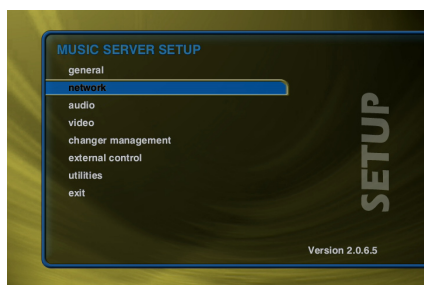 MUSIC SERVER SETUP
general
network
audio
video
changer management
external control
utilities
exit
SETUP
Version 2.0.6.5